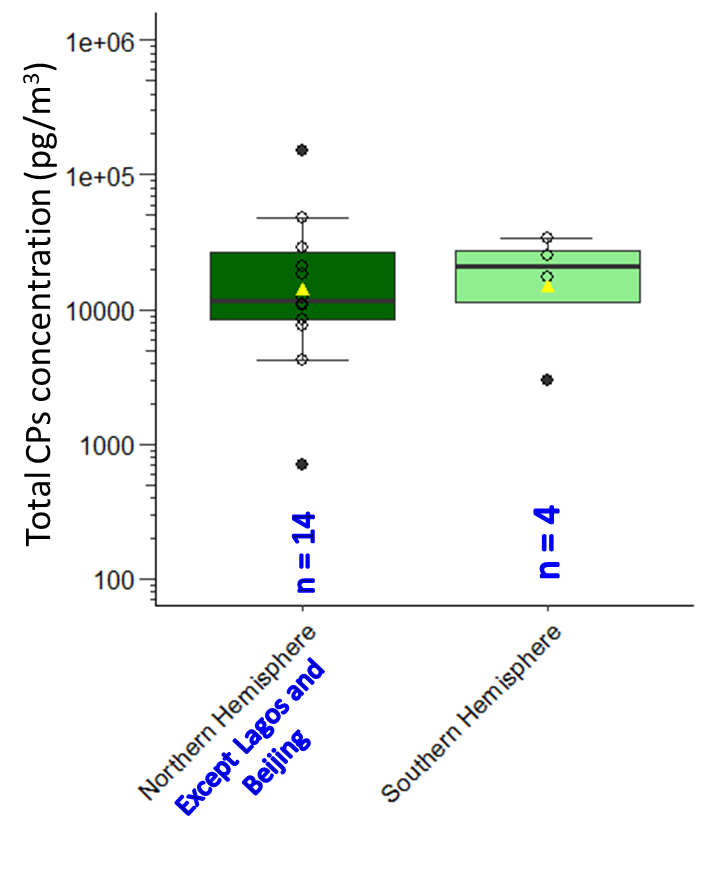 Total CPs concentration (pg/m³)
1e+06
1e+05
10000
1000
100
n = 14
n = 4
Northern Hemisphere
Except Lagos and
Beijing
Southern Hemisphere